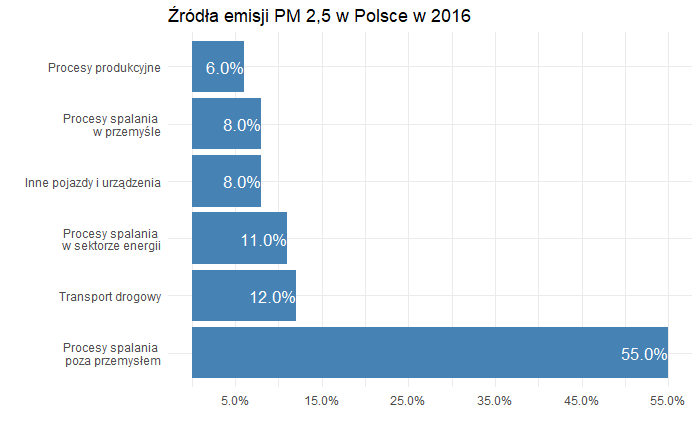 Źródła emisji PM 2,5 w Polsce w 2016
Procesy produkcyjne
6.0%
Procesy spalania
w przemyśle
8.0%
Inne pojazdy i urządzenia
8.0%
Procesy spalania
w sektorze energii
11.0%
Transport drogowy
12.0%
Procesy spalania
poza przemysłem
55.0%
5.0%
15.0%
25.0%
35.0%
45.0%
55.0%